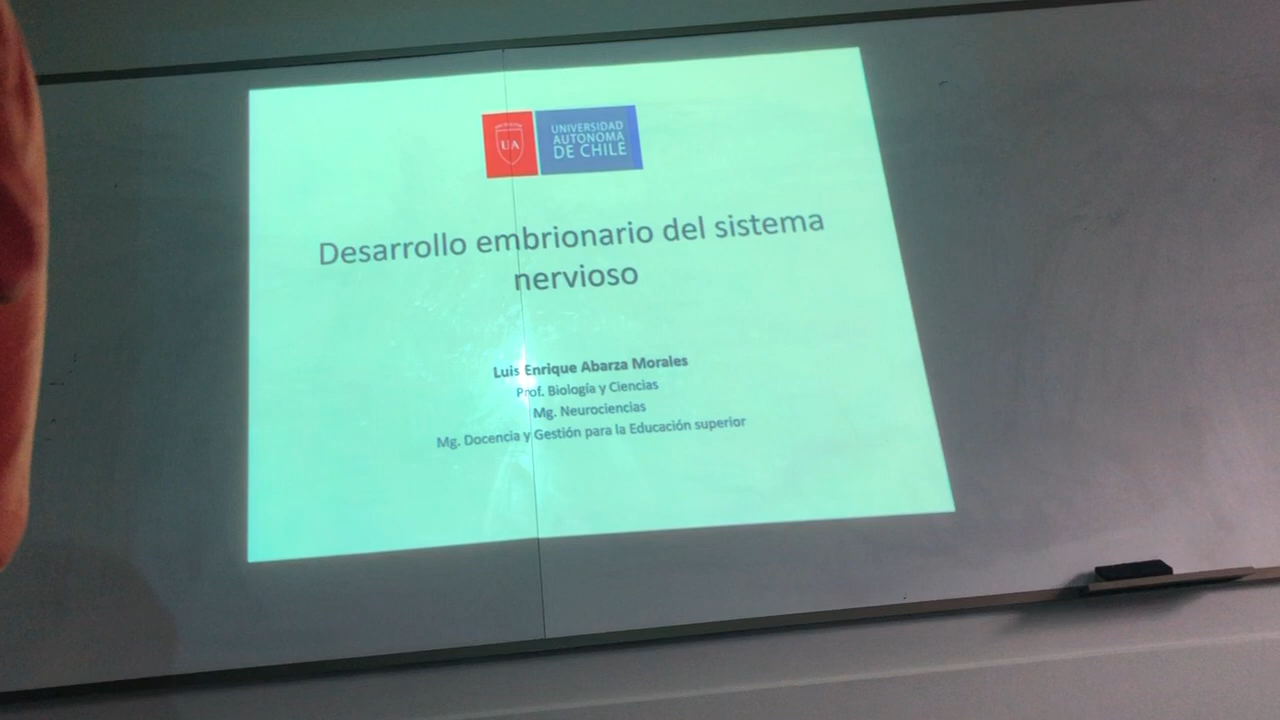 UA
UNIVERSIDAD
AUTONOMA
DE CHILE
Desarrollo embrionario del sistema
nervioso
Luis Enrique Abarza Morales
Prof. Biología y Ciencias
Mg. Neurociencias
Mg. Docencia y Gestión para la Educación superior